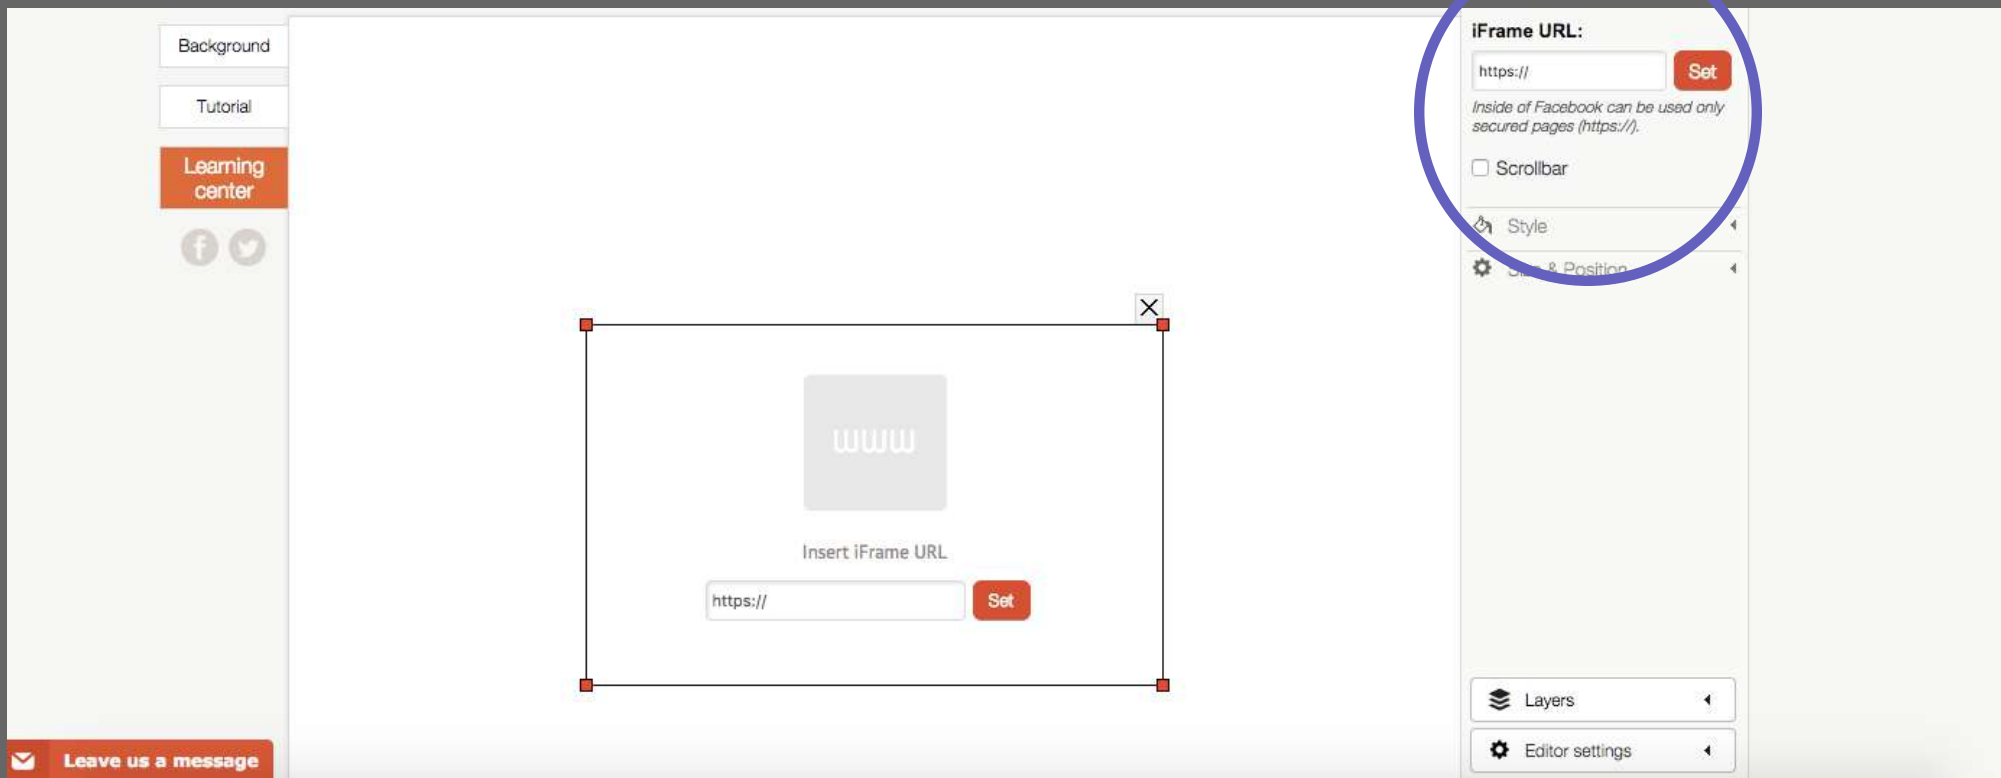 Background
Tutorial
Learning
center
Leave us a message
www
Insert iFrame URL
https://
Set
iFrame URL:
https://
Set
Inside of Facebook can be used only
secured pages (https://).
Scrollbar
Style
Size & Position
Layers
Editor settings